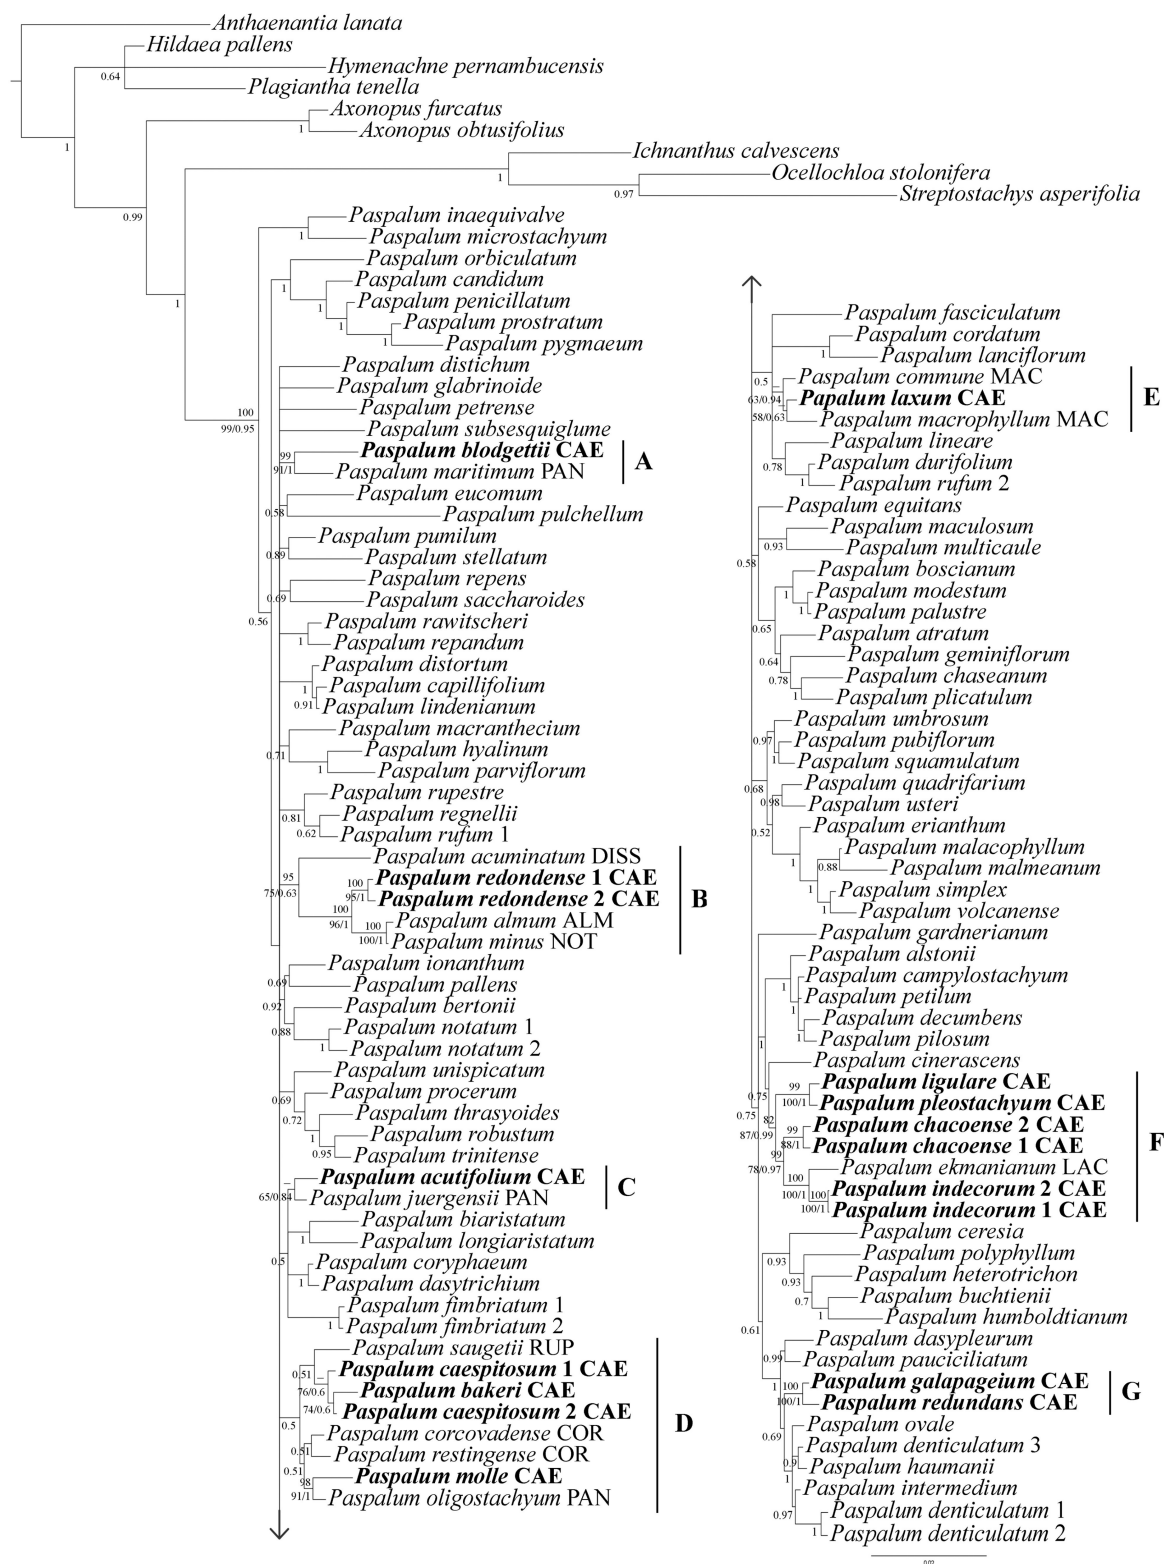 Anthaenantia lanata
Hildaea pallens
Hymenachne pernambucensis
0.64
Plagiantha tenella
Axonopus furcatus
1
Axonopus obtusifolius
1
Ichnanthus calvescens
1
Ocellochloa stolonifera
0.97
Streptostachys asperifolia
0.99
Paspalum inaequivalve
1
Paspalum microstachyum
Paspalum orbiculatum
1
Paspalum candidum
1
1
Paspalum penicillatum
1
Paspalum prostratum
1
Paspalum pygmaeum
Paspalum distichum
Paspalum glabrinoide
Paspalum petrense
100
99/0.95
Paspalum subsesquiglume
99
Paspalum blodgettii CAE
91/1
Paspalum maritimum PAN
A
Paspalum eucomum
0.58
Paspalum pulchellum
Paspalum pumilum
0.89
Paspalum stellatum
Paspalum repens
0.69
Paspalum saccharoides
0.56
Paspalum rawitscheri
1
Paspalum repandum
Paspalum distortum
1
Paspalum capillifolium
0.91
Paspalum lindenianum
Paspalum macranthecium
0.71
Paspalum hyalinum
1
Paspalum parviflorum
Paspalum rupestre
0.81
Paspalum regnellii
0.62
Paspalum rufum 1
Paspalum acuminatum DISS
95
75/0.63
100
Paspalum redondense 1 CAE
95/1
Paspalum redondense 2 CAE
B
100
96/1
100
Paspalum almum ALM
100/1
Paspalum minus NOT
Paspalum ionanthum
0.69
Paspalum pallens
0.92
Paspalum bertonii
0.88
Paspalum notatum 1
1
Paspalum notatum 2
Paspalum unispicatum
0.69
Paspalum procerum
0.72
Paspalum thrasyoides
1
Paspalum robustum
0.95
Paspalum trinitense
Paspalum acutifolium CAE
65/0.84
Paspalum juergensii PAN
C
Paspalum biaristatum
1
Paspalum longiaristatum
0.5
Paspalum coryphaeum
1
Paspalum dasytrichium
Paspalum fimbriatum 1
1
Paspalum fimbriatum 2
Paspalum saugetii RUP
0.51
Paspalum caespitosum 1 CAE
76/0.6
Paspalum bakeri CAE
74/0.6
Paspalum caespitosum 2 CAE
D
0.5
Paspalum corcovadense COR
0.51
Paspalum restingense COR
0.51
98
Paspalum molle CAE
91/1
Paspalum oligostachyum PAN
Paspalum fasciculatum
Paspalum cordatum
1
Paspalum lanciflorum
0.5
Paspalum commune MAC
63/0.94
Papalum laxum CAE
E
58/0.63
Paspalum macrophyllum MAC
Paspalum lineare
0.78
Paspalum durifolium
1
Paspalum rufum 2
Paspalum equitans
Paspalum maculosum
0.93
Paspalum multicaule
0.58
Paspalum boscianum
1
Paspalum modestum
1
Paspalum palustre
0.65
Paspalum atratum
0.64
Paspalum geminiflorum
0.78
Paspalum chaseanum
1
Paspalum plicatulum
Paspalum umbrosum
0.97
Paspalum pubiflorum
1
Paspalum squamulatum
0.68
Paspalum quadrifarium
0.98
Paspalum usteri
0.52
Paspalum erianthum
1
Paspalum malacophyllum
0.88
Paspalum malmeanum
1
Paspalum simplex
1
Paspalum volcanense
Paspalum gardnerianum
Paspalum alstonii
1
Paspalum campylostachyum
Paspalum petilum
1
Paspalum decumbens
1
Paspalum pilosum
1
Paspalum cinerascens
99
Paspalum ligulare CAE
0.75
100/1
Paspalum pleostachyum CAE
0.75
82
87/0.99
99
Paspalum chacoense 2 CAE
88/1
Paspalum chacoense 1 CAE
F
99
78/0.97
100
Paspalum ekmanianum LAC
100/1
100
Paspalum indecorum 2 CAE
100/1
Paspalum indecorum 1 CAE
Paspalum ceresia
0.93
Paspalum polyphyllum
0.93
Paspalum heterotrichon
0.7
Paspalum buchtienii
1
Paspalum humboldtianum
0.61
Paspalum dasypleurum
0.99
Paspalum pauciciliatum
1
100
Paspalum galapageium CAE
100/1
Paspalum redundans CAE
G
Paspalum ovale
0.69
Paspalum denticulatum 3
0.9
Paspalum haumanii
1
Paspalum intermedium
0.97
Paspalum denticulatum 1
1
Paspalum denticulatum 2
0.02